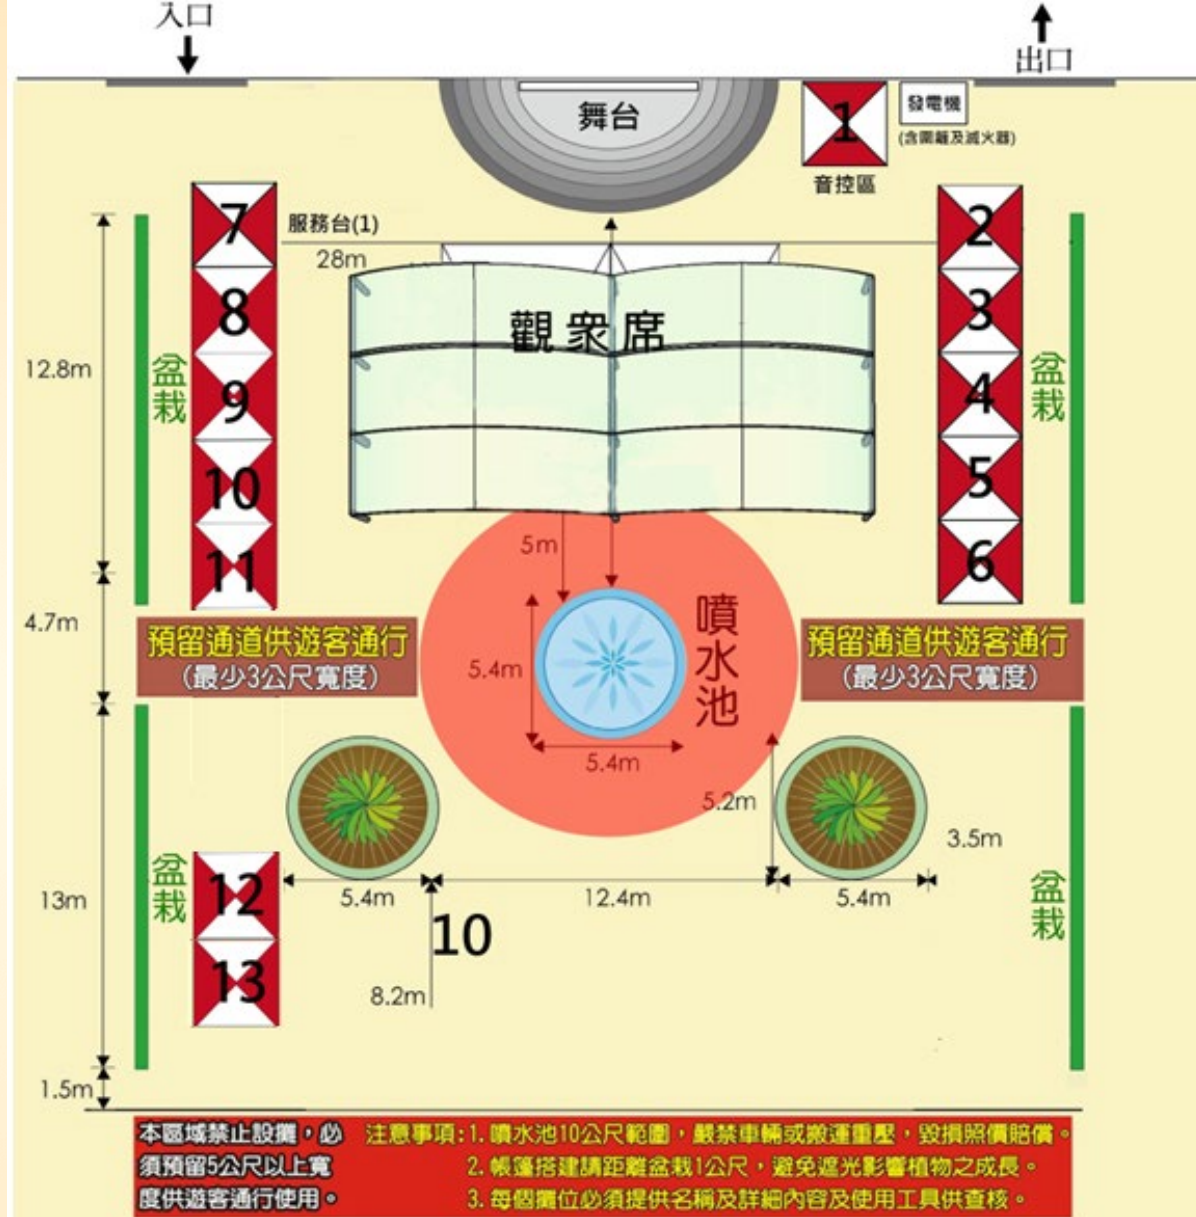 入口
出口
舞台
1
發電機
(含圍籬及滅火器)
音控區
7
服務台(1)
2
28m
8
觀眾席
3
12.8m
盆栽
9
4
盆栽
10
5
11
5m
6
4.7m
預留通道供遊客通行
(最少3公尺寬度)
5.4m
噴水池
預留通道供遊客通行
(最少3公尺寬度)
5.4m
5.2m
3.5m
13m
盆栽
12
5.4m
12.4m
5.4m
盆栽
10
13
8.2m
1.5m
本區域禁止設攤，必
須預留5公尺以上寬
度供遊客通行使用。
注意事項:1. 噴水池10公尺範圍，嚴禁車輛或搬運重壓，毀損照價賠償。
2. 帳篷搭建請距離盆栽1公尺，避免遮光影響植物之成長。
3. 每個攤位必須提供名稱及詳細內容及使用工具供查核。